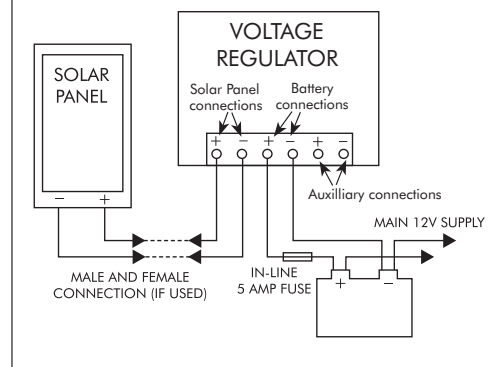 VOLTAGE
REGULATOR
SOLAR
PANEL
Solar Panel
connections
Battery
connections
+ − + − + −
Auxilliary connections
− +
MAIN 12V SUPPLY
MALE AND FEMALE
CONNECTION (IF USED)
IN-LINE
5 AMP FUSE
+ −